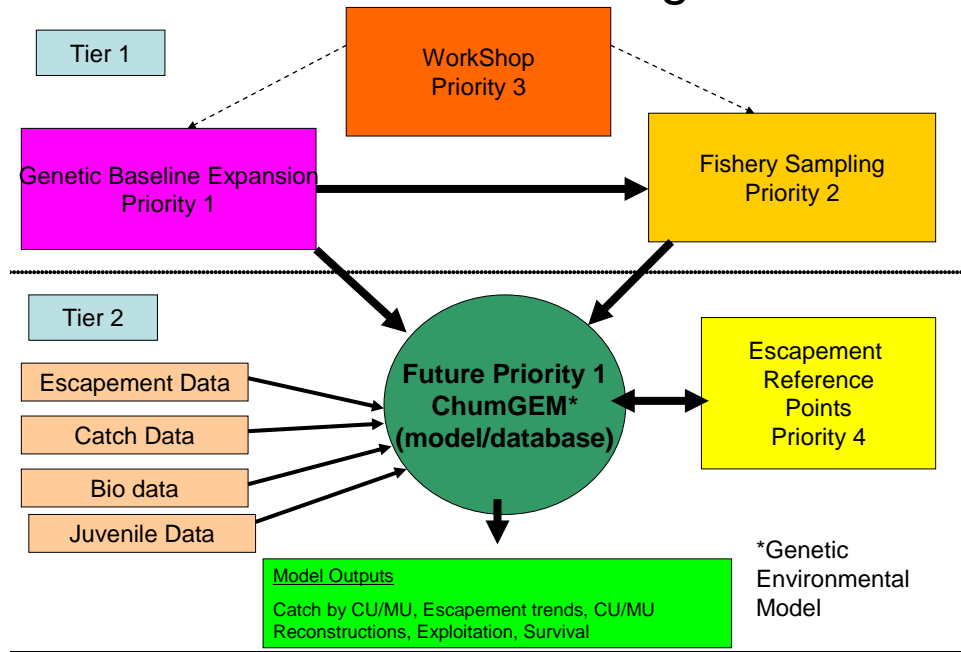 Tier 1
WorkShop
Priority 3
Genetic Baseline Expansion
Priority 1
Fishery Sampling
Priority 2
Tier 2
Escapement Data
Catch Data
Bio data
Juvenile Data
Future Priority 1
ChumGEM*
(model/database)
Escapement
Reference
Points
Priority 4
Model Outputs
Catch by CU/MU, Escapement trends, CU/MU
Reconstructions, Exploitation, Survival
*Genetic
Environmental
Model